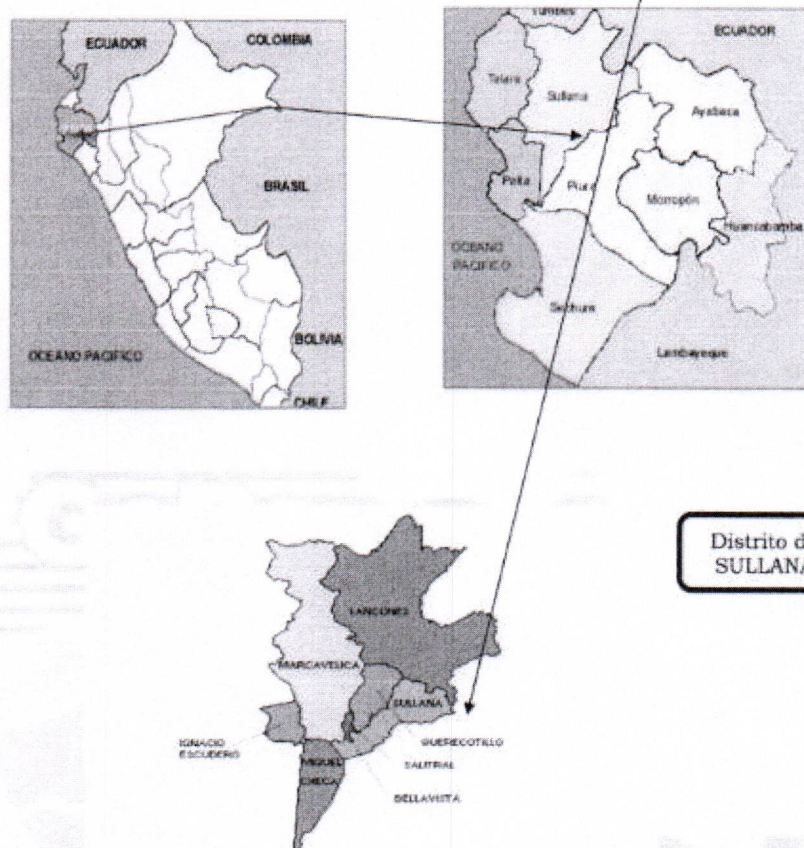 ECUADOR
COLOMBIA
BRASIL
BOLIVIA
OCEANO PACIFICO
CHILE
Tumbes
ECUADOR
Talara
Sullana
Ayabaca
Paita
Piura
Morropón
Huancabamba
OCEANO
PACIFICO
Sechura
Lambayeque
Distrito d
SULLANA
LANCONES
MARCAVELICA
SULLANA
IGNACIO
ESCUDERO
QUERECOTILLO
MIGUEL
CHECA
SALITRAL
BELLAVISTA